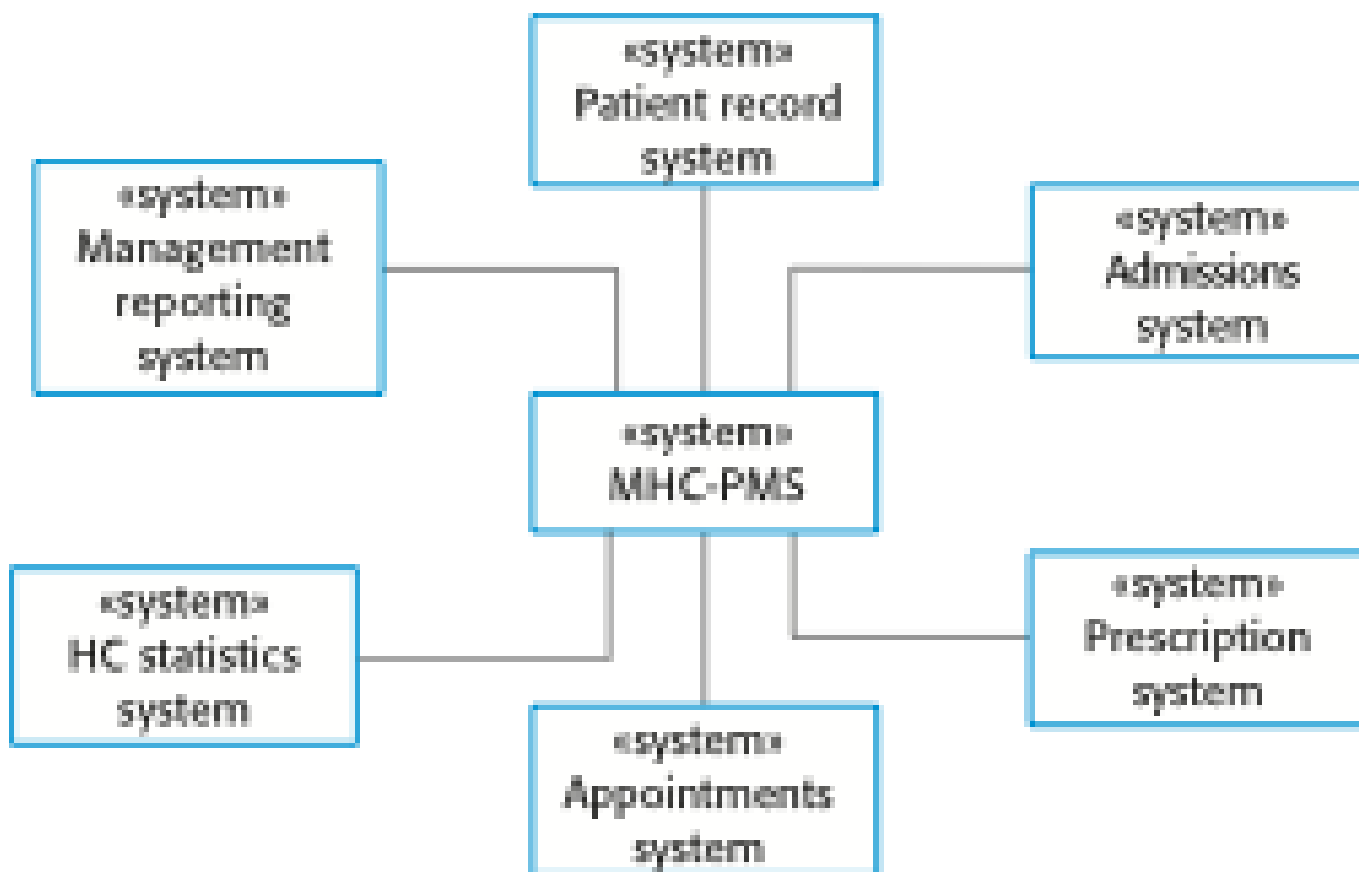 «system»
Patient record
system
«system»
Management
reporting
system
«system»
Admissions
system
«system»
MHC-PMS
«system»
HC statistics
system
«system»
Prescription
system
«system»
Appointments
system